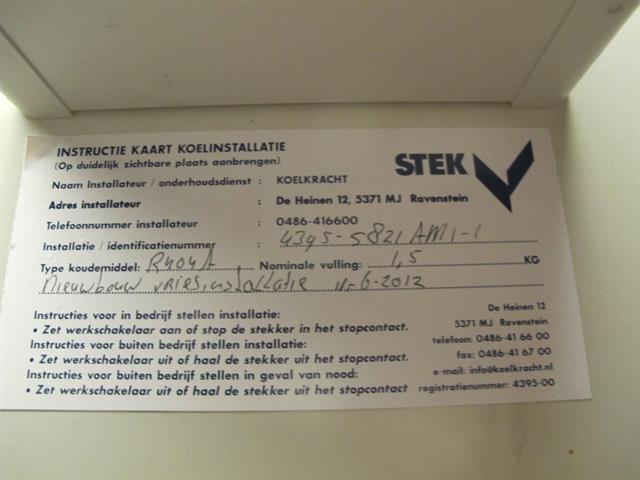 INSTRUCTIE KAART KOELINSTALLATIE
(Op duidelijk zichtbare plaats aanbrengen)
STEK
Naam Installateur / onderhoudsdienst : KOELKRACHT
Adres installateur : De Heinen 12, 5371 MJ Ravenstein
Telefoonnummer installateur : 0486-416600
Installatie / identificatienummer : 4395-5821 AM1-1
Type koudemiddel: R404A Nominale vulling: 1,5 KG
Nieuwbouw vriesinstallatie 11-6-2012
Instructies voor in bedrijf stellen installatie:
• Zet werkschakelaar aan of stop de stekker in het stopcontact.
Instructies voor buiten bedrijf stellen installatie:
• Zet werkschakelaar uit of haal de stekker uit het stopcontact.
Instructies voor buiten bedrijf stellen in geval van nood:
• Zet werkschakelaar uit of haal de stekker uit het stopcontact
De Heinen 12
5371 MJ Ravenstein
telefoon: 0486-41 66 00
fax: 0486-41 67 00
e-mail: info@koelkracht.nl
registratienummer: 4395-00